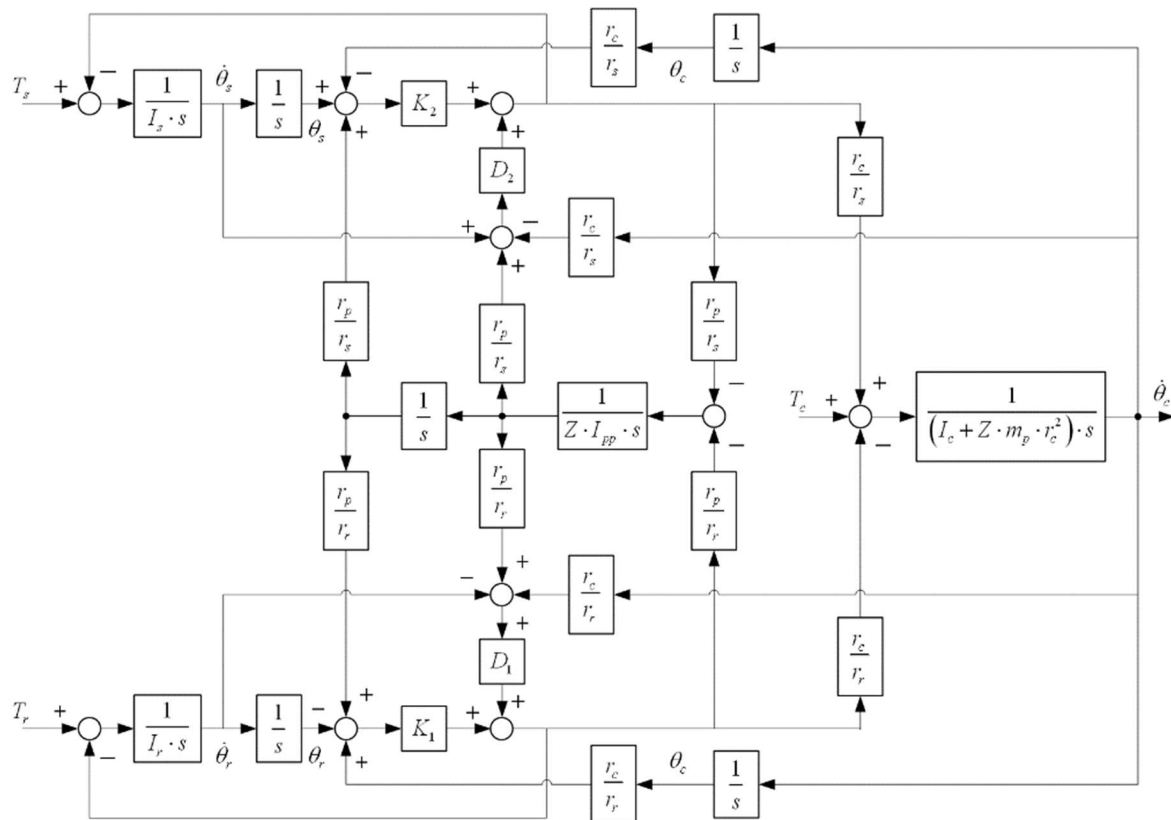 r_c/r_s θ_c 1/s
T_s + − 1/(I_s · s) θ̇_s 1/s + θ_s − + K_2 + +
D_2
r_c/r_s
+ − + r_c/r_s
r_p/r_s r_p/r_s r_p/r_s
1/s 1/(Z · I_pp · s) − − T_c + + − 1/((I_c + Z · m_p · r_c^2) · s) θ̇_c
r_p/r_r r_p/r_r r_p/r_r
− + + r_c/r_r
+ D_1 r_c/r_r
T_r + − 1/(I_r · s) θ̇_r 1/s − θ_r + + K_1 + +
r_c/r_r θ_c 1/s